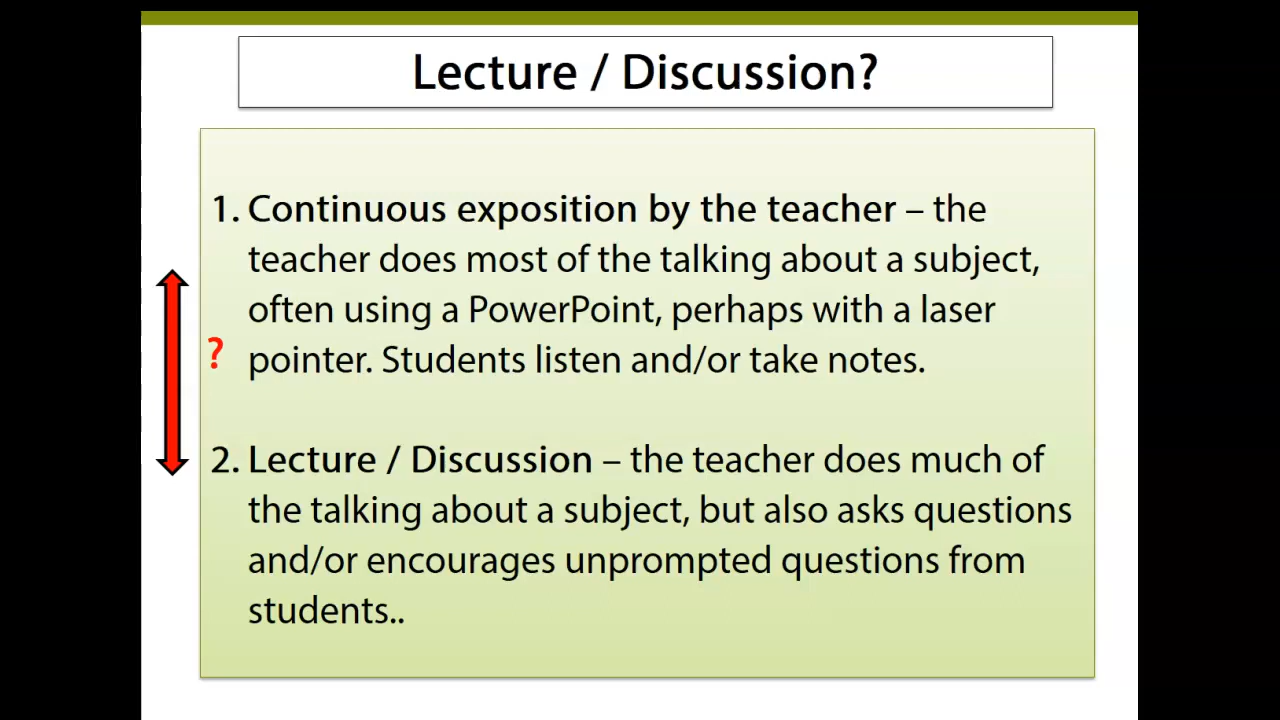 Lecture / Discussion?
1. Continuous exposition by the teacher – the
teacher does most of the talking about a subject,
often using a PowerPoint, perhaps with a laser
?
pointer. Students listen and/or take notes.
2. Lecture / Discussion – the teacher does much of
the talking about a subject, but also asks questions
and/or encourages unprompted questions from
students..